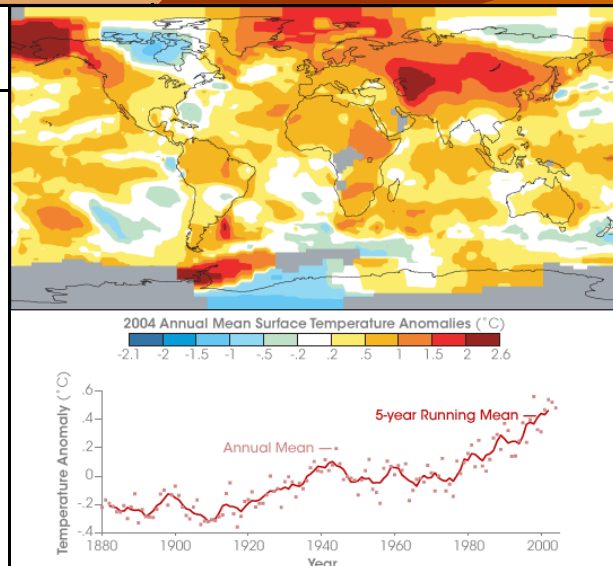 2004 Annual Mean Surface Temperature Anomalies (˚C)
-2.1 -2 -1.5 -1 -.5 -.2 .2 .5 1 1.5 2 2.6
Temperature Anomaly (˚C)
.6
.4
.2
0.
-.2
-.4
5-year Running Mean
Annual Mean
1880 1900 1920 1940 1960 1980 2000
Year